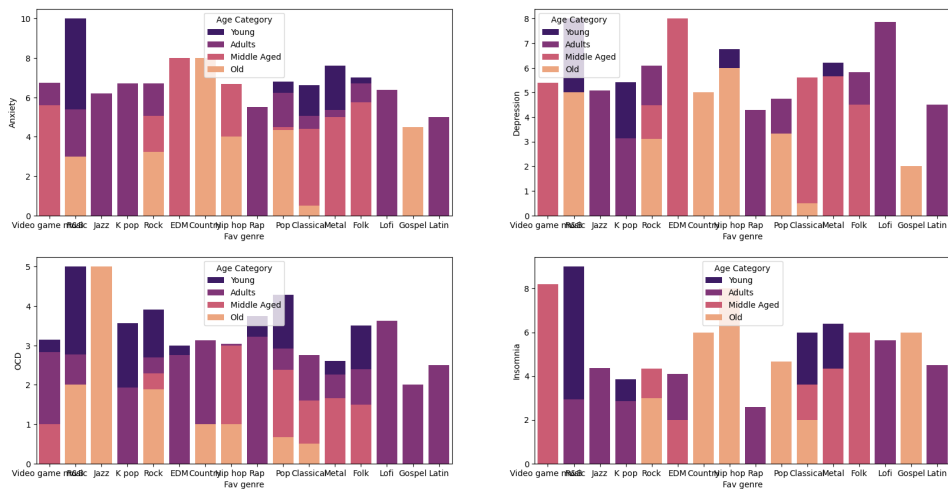 Age Category
Young
Adults
Middle Aged
Old
10
8
6
4
2
0
Anxiety
Video game music R&B Jazz K pop Rock EDM Country Hip hop Rap Pop Classical Metal Folk Lofi Gospel Latin
Fav genre
Age Category
Young
Adults
Middle Aged
Old
8
7
6
5
4
3
2
1
0
Depression
Video game music R&B Jazz K pop Rock EDM Country Hip hop Rap Pop Classical Metal Folk Lofi Gospel Latin
Fav genre
Age Category
Young
Adults
Middle Aged
Old
5
4
3
2
1
0
OCD
Video game music R&B Jazz K pop Rock EDM Country Hip hop Rap Pop Classical Metal Folk Lofi Gospel Latin
Fav genre
Age Category
Young
Adults
Middle Aged
Old
8
6
4
2
0
Insomnia
Video game music R&B Jazz K pop Rock EDM Country Hip hop Rap Pop Classical Metal Folk Lofi Gospel Latin
Fav genre